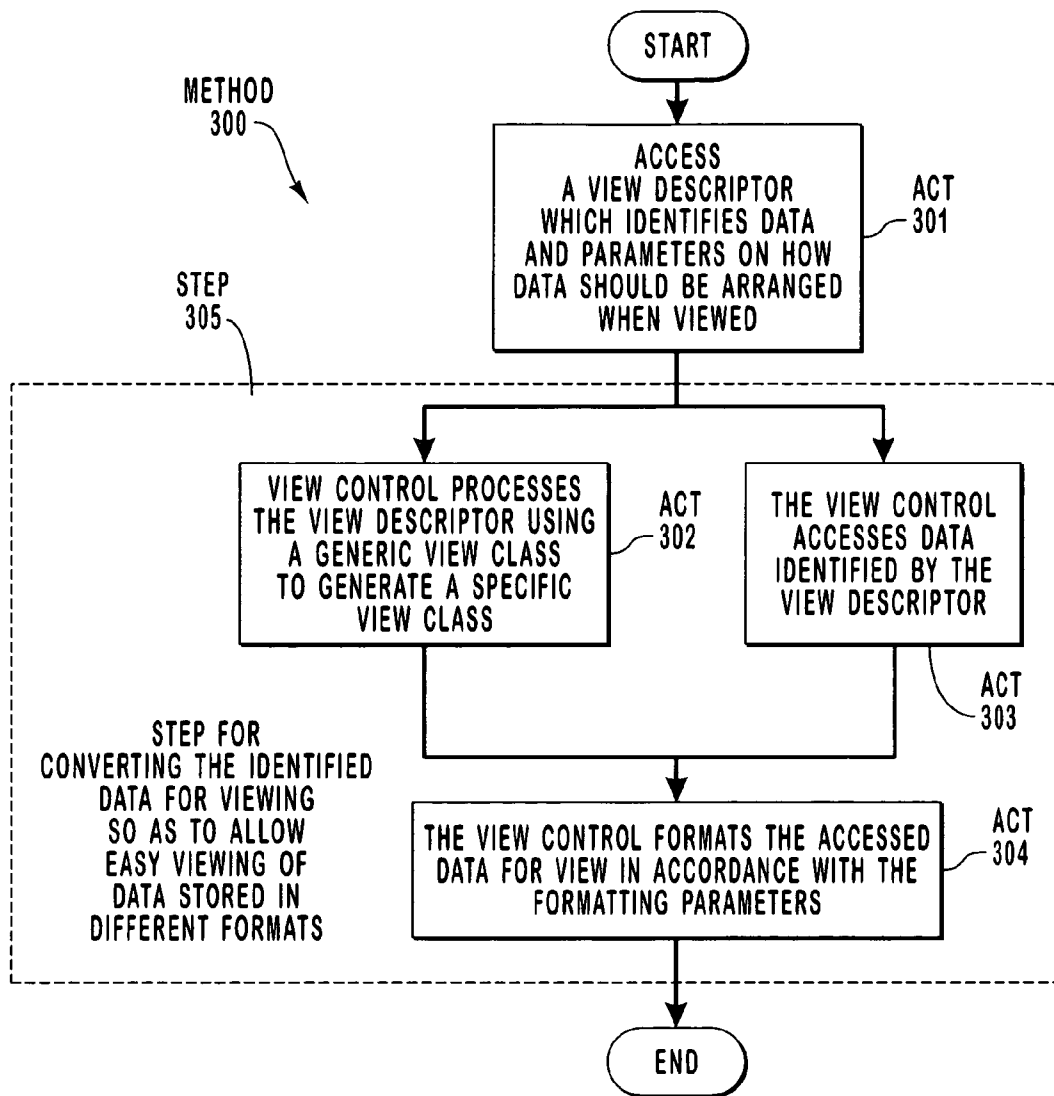 START
METHOD
300
ACCESS
A VIEW DESCRIPTOR
WHICH IDENTIFIES DATA
AND PARAMETERS ON HOW
DATA SHOULD BE ARRANGED
WHEN VIEWED
ACT
301
STEP
305
VIEW CONTROL PROCESSES
THE VIEW DESCRIPTOR USING
A GENERIC VIEW CLASS
TO GENERATE A SPECIFIC
VIEW CLASS
ACT
302
THE VIEW CONTROL
ACCESSES DATA
IDENTIFIED BY THE
VIEW DESCRIPTOR
ACT
303
STEP FOR
CONVERTING THE IDENTIFIED
DATA FOR VIEWING
SO AS TO ALLOW
EASY VIEWING OF
DATA STORED IN
DIFFERENT FORMATS
THE VIEW CONTROL FORMATS THE ACCESSED
DATA FOR VIEW IN ACCORDANCE WITH THE
FORMATTING PARAMETERS
ACT
304
END